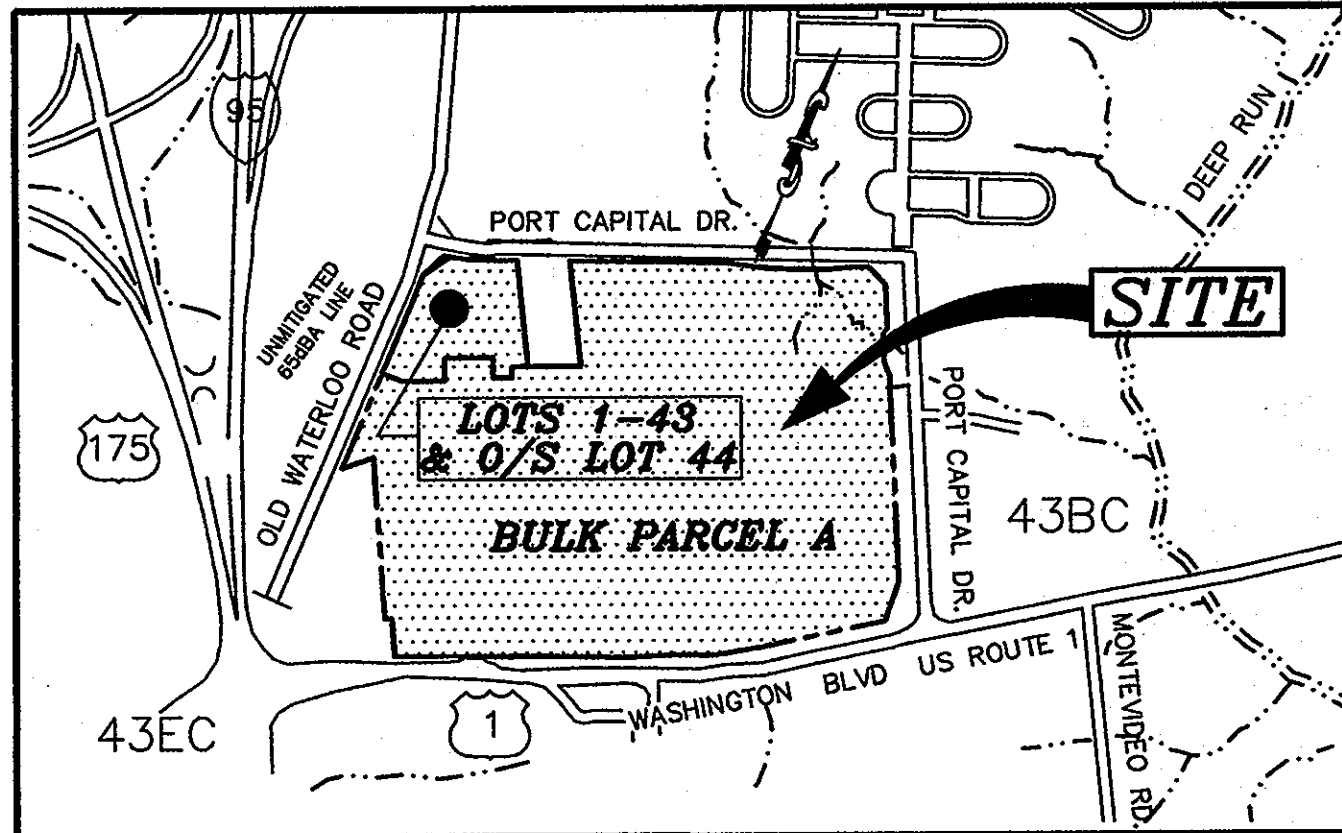 95
DEEP RUN
PORT CAPITAL DR.
UNMITIGATED
65dBA LINE
SITE
OLD WATERLOO ROAD
175
LOTS 1-43
& O/S LOT 44
PORT CAPITAL DR.
43BC
BULK PARCEL A
MONTEVIDEO RD
WASHINGTON BLVD US ROUTE 1
43EC
1